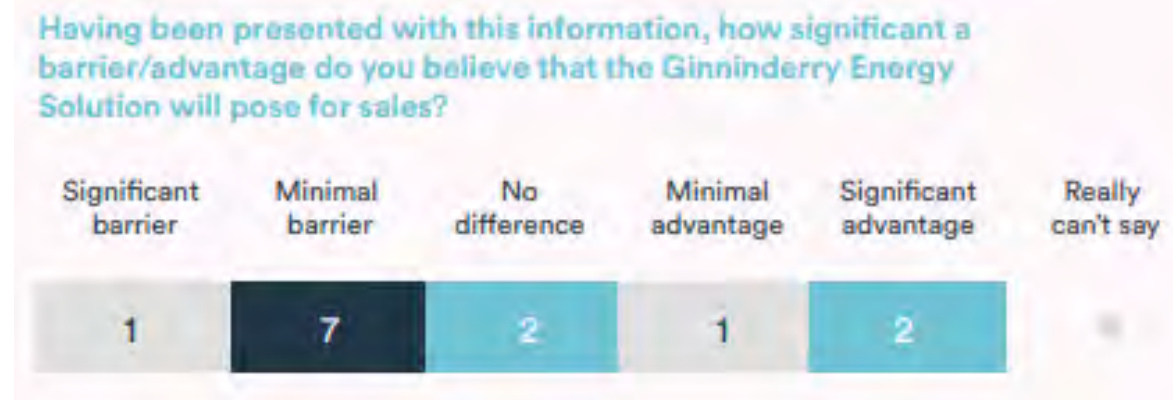 Having been presented with this information, how significant a
barrier/advantage do you believe that the Ginninderry Energy
Solution will pose for sales?
Significant barrier
Minimal barrier
No difference
Minimal advantage
Significant advantage
Really can't say
1 7 2 1 2